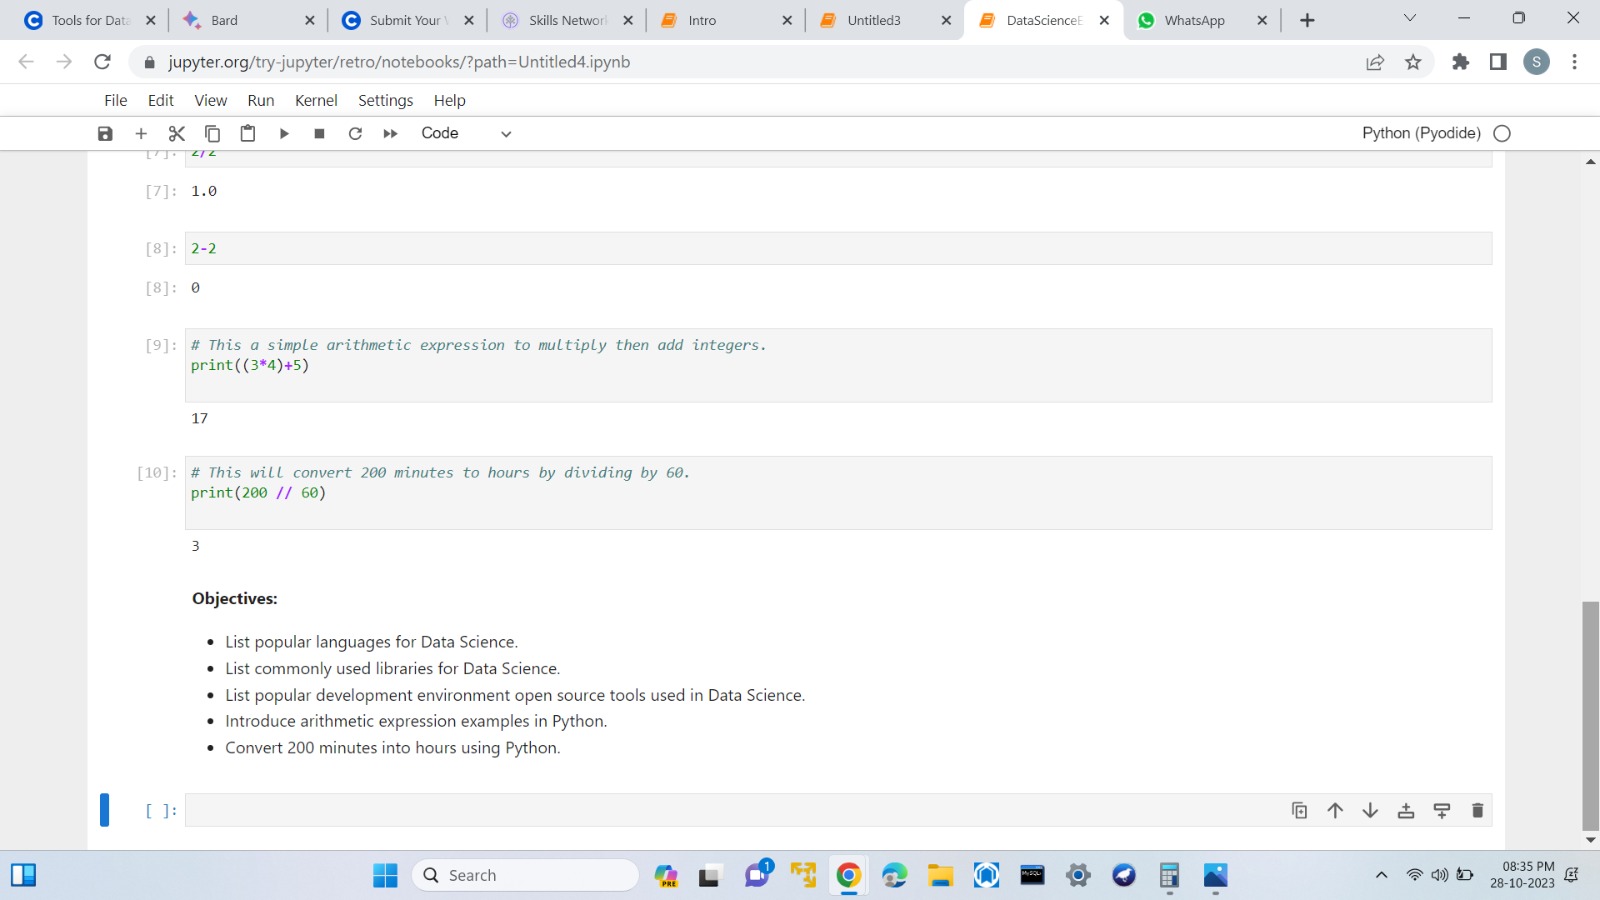 Tools for Data
Bard
Submit Your
Skills Network
Intro
Untitled3
DataScienceE
WhatsApp
jupyter.org/try-jupyter/retro/notebooks/?path=Untitled4.ipynb
S
File Edit View Run Kernel Settings Help
Code
Python (Pyodide)
[7]: 2/2
[7]: 1.0
[8]: 2-2
[8]: 0
[9]: # This a simple arithmetic expression to multiply then add integers.
print((3*4)+5)
17
[10]: # This will convert 200 minutes to hours by dividing by 60.
print(200 // 60)
3
Objectives:
• List popular languages for Data Science.
• List commonly used libraries for Data Science.
• List popular development environment open source tools used in Data Science.
• Introduce arithmetic expression examples in Python.
• Convert 200 minutes into hours using Python.
[ ]:
Search
PRE
1
MySQL
08:35 PM
28-10-2023